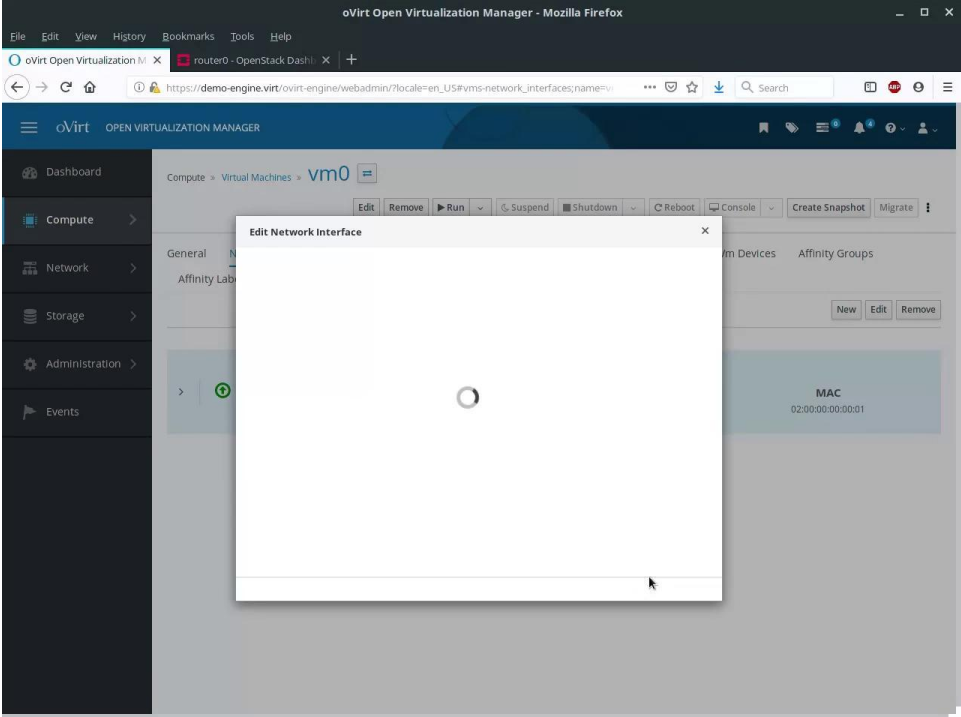 oVirt Open Virtualization Manager - Mozilla Firefox
File Edit View History Bookmarks Tools Help
oVirt Open Virtualization M router0 - OpenStack Dashb
https://demo-engine.virt/ovirt-engine/webadmin/?locale=en_US#vms-network_interfaces;name=v Search
oVirt OPEN VIRTUALIZATION MANAGER
Dashboard
Compute
Network
Storage
Administration
Events
Compute » Virtual Machines » vm0
Edit Remove Run Suspend Shutdown Reboot Console Create Snapshot Migrate
Edit Network Interface
General N Vm Devices Affinity Groups
Affinity Lab
New Edit Remove
MAC
02:00:00:00:00:01